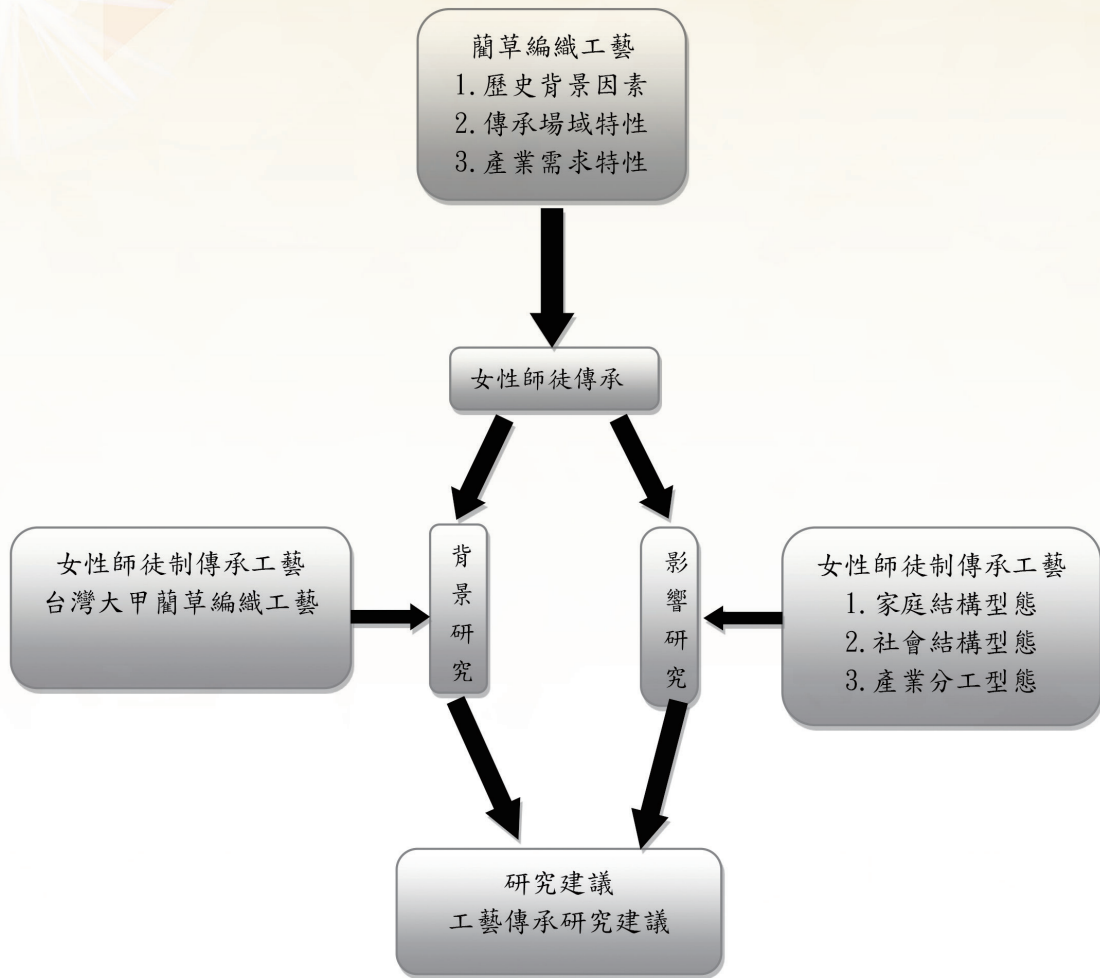 藺草編織工藝
1. 歷史背景因素
2. 傳承場域特性
3. 產業需求特性
女性師徒傳承
女性師徒制傳承工藝
台灣大甲藺草編織工藝
背景研究
影響研究
女性師徒制傳承工藝
1. 家庭結構型態
2. 社會結構型態
3. 產業分工型態
研究建議
工藝傳承研究建議